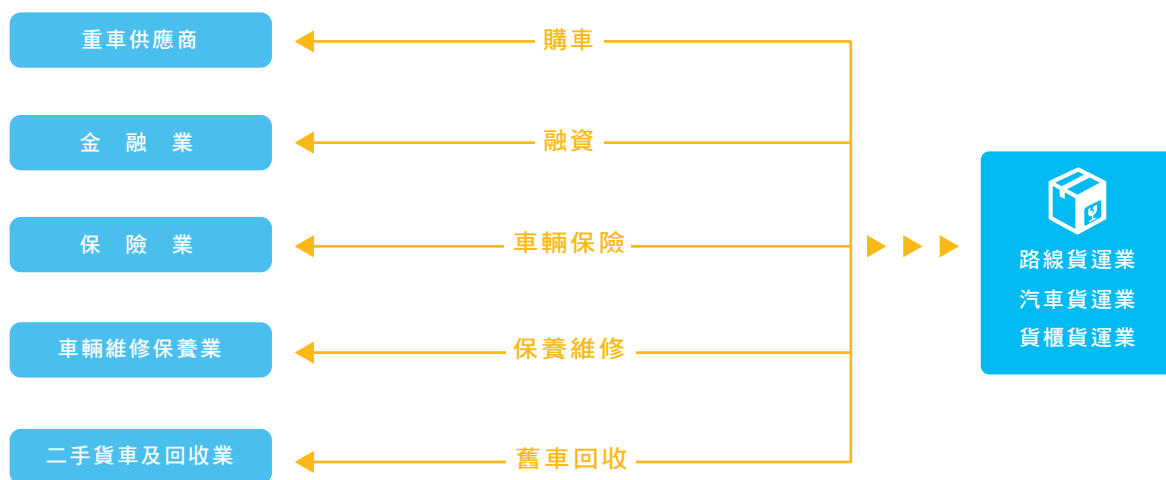 重車供應商
購車
金融業
融資
保險業
車輛保險
路線貨運業
汽車貨運業
貨櫃貨運業
車輛維修保養業
保養維修
二手貨車及回收業
舊車回收